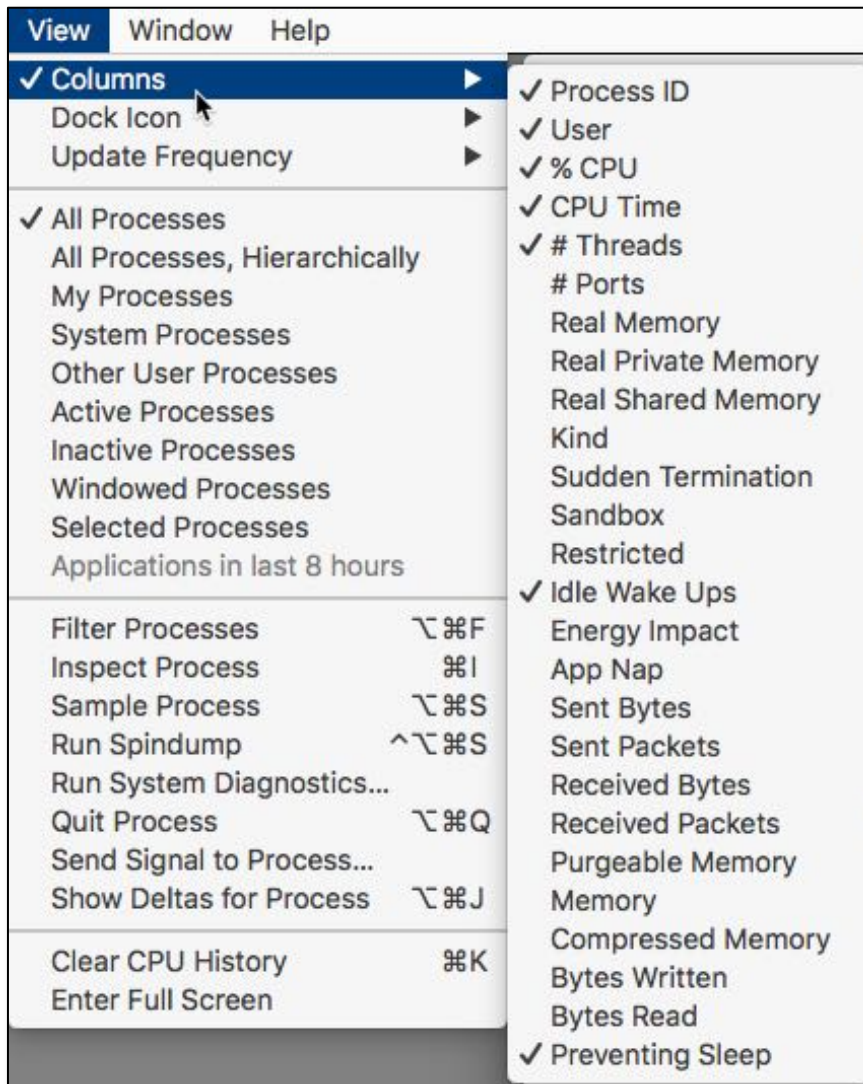 View Window Help
✓ Columns ▶
Dock Icon ▶
Update Frequency ▶
✓ All Processes
All Processes, Hierarchically
My Processes
System Processes
Other User Processes
Active Processes
Inactive Processes
Windowed Processes
Selected Processes
Applications in last 8 hours
Filter Processes ⌥⌘F
Inspect Process ⌘I
Sample Process ⌥⌘S
Run Spindump ^⌥⌘S
Run System Diagnostics...
Quit Process ⌥⌘Q
Send Signal to Process...
Show Deltas for Process ⌥⌘J
Clear CPU History ⌘K
Enter Full Screen
✓ Process ID
✓ User
✓ % CPU
✓ CPU Time
✓ # Threads
# Ports
Real Memory
Real Private Memory
Real Shared Memory
Kind
Sudden Termination
Sandbox
Restricted
✓ Idle Wake Ups
Energy Impact
App Nap
Sent Bytes
Sent Packets
Received Bytes
Received Packets
Purgeable Memory
Memory
Compressed Memory
Bytes Written
Bytes Read
✓ Preventing Sleep